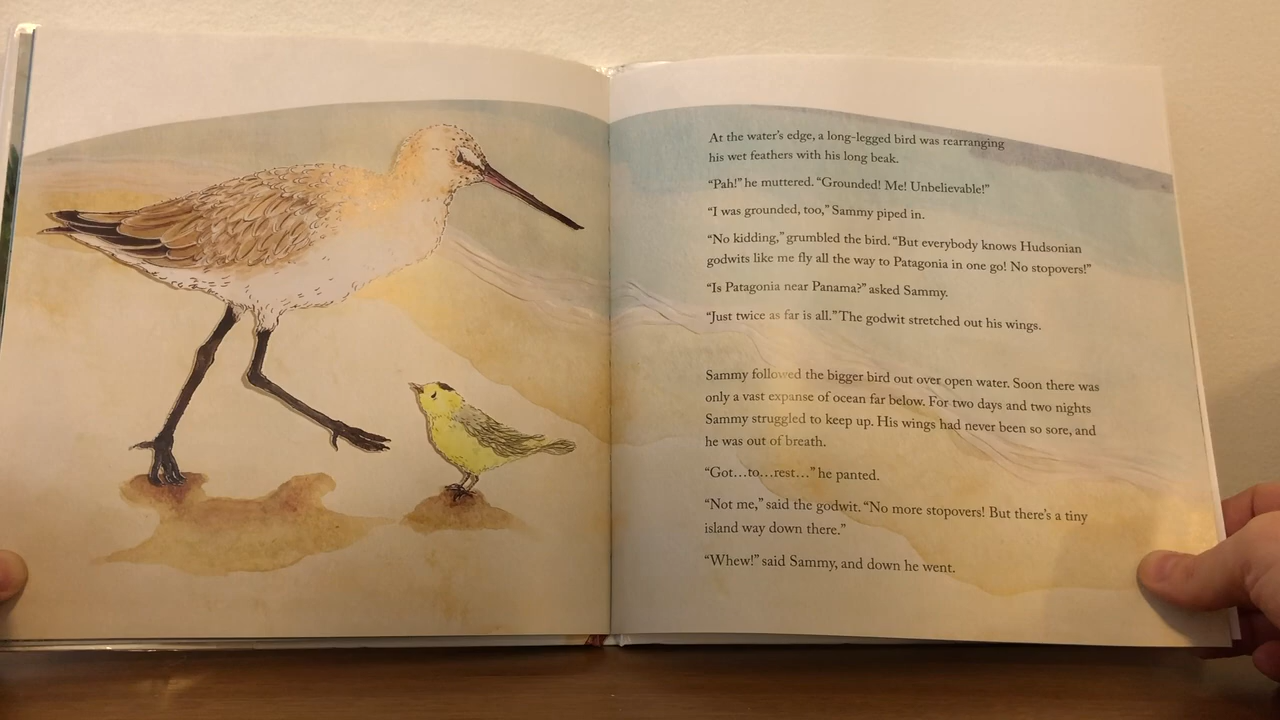 At the water's edge, a long-legged bird was rearranging
his wet feathers with his long beak.
“Pah!” he muttered. “Grounded! Me! Unbelievable!”
“I was grounded, too,” Sammy piped in.
“No kidding,” grumbled the bird. “But everybody knows Hudsonian
godwits like me fly all the way to Patagonia in one go! No stopovers!”
“Is Patagonia near Panama?” asked Sammy.
“Just twice as far is all.” The godwit stretched out his wings.
Sammy followed the bigger bird out over open water. Soon there was
only a vast expanse of ocean far below. For two days and two nights
Sammy struggled to keep up. His wings had never been so sore, and
he was out of breath.
“Got…to…rest…” he panted.
“Not me,” said the godwit. “No more stopovers! But there's a tiny
island way down there.”
“Whew!” said Sammy, and down he went.